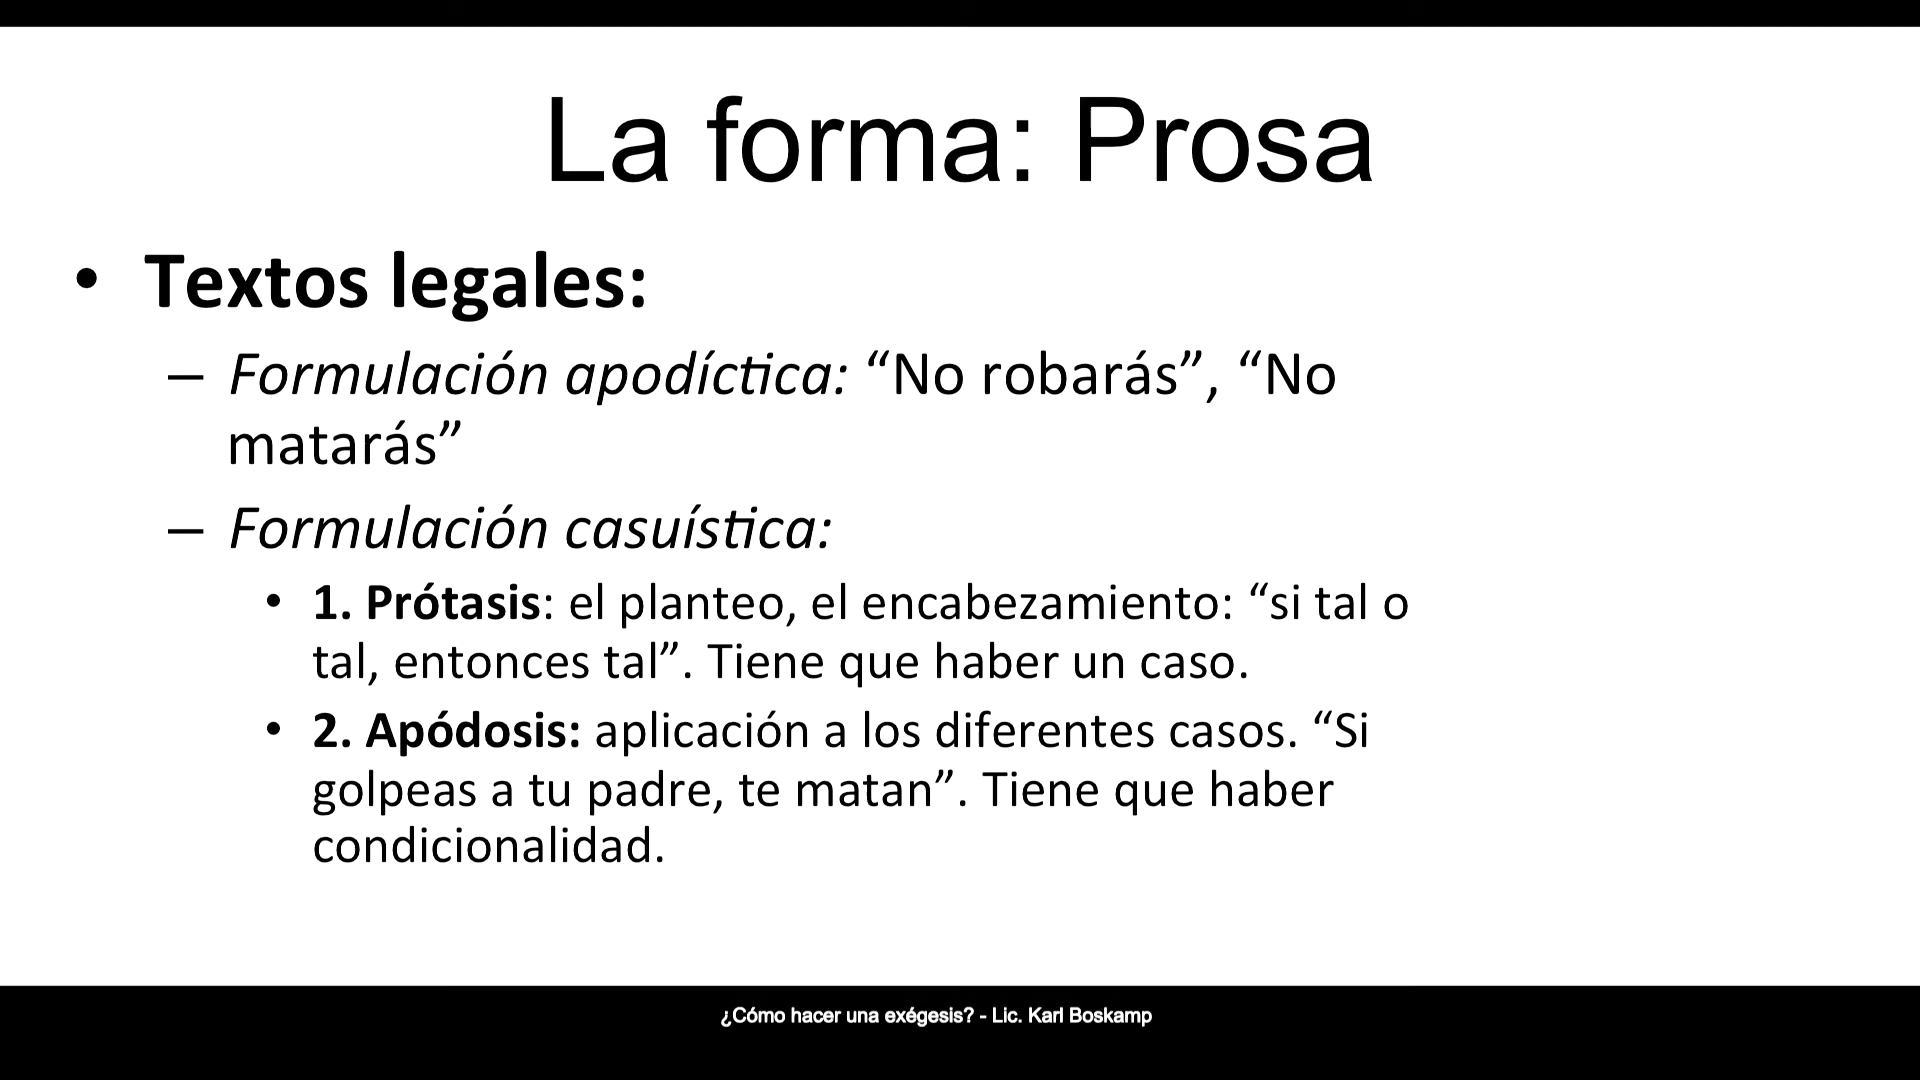 La forma: Prosa
• Textos legales:
– Formulación apodíctica: “No robarás”, “No
matarás”
– Formulación casuística:
• 1. Prótasis: el planteo, el encabezamiento: “si tal o
tal, entonces tal”. Tiene que haber un caso.
• 2. Apódosis: aplicación a los diferentes casos. “Si
golpeas a tu padre, te matan”. Tiene que haber
condicionalidad.
¿Cómo hacer una exégesis? - Lic. Karl Boskamp